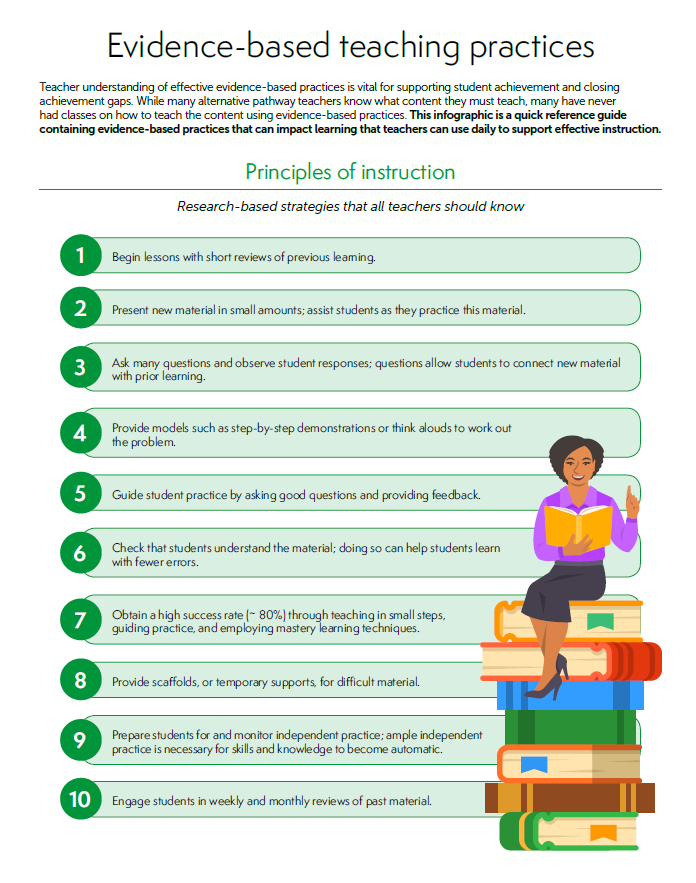 Evidence-based teaching practices
Teacher understanding of effective evidence-based practices is vital for supporting student achievement and closing
achievement gaps. While many alternative pathway teachers know what content they must teach, many have never
had classes on how to teach the content using evidence-based practices. This infographic is a quick reference guide
containing evidence-based practices that can impact learning that teachers can use daily to support effective instruction.
Principles of instruction
Research-based strategies that all teachers should know
1
Begin lessons with short reviews of previous learning.
2
Present new material in small amounts; assist students as they practice this material.
3
Ask many questions and observe student responses; questions allow students to connect new material
with prior learning.
4
Provide models such as step-by-step demonstrations or think alouds to work out
the problem.
5
Guide student practice by asking good questions and providing feedback.
6
Check that students understand the material; doing so can help students learn
with fewer errors.
7
Obtain a high success rate (~ 80%) through teaching in small steps,
guiding practice, and employing mastery learning techniques.
8
Provide scaffolds, or temporary supports, for difficult material.
9
Prepare students for and monitor independent practice; ample independent
practice is necessary for skills and knowledge to become automatic.
10
Engage students in weekly and monthly reviews of past material.